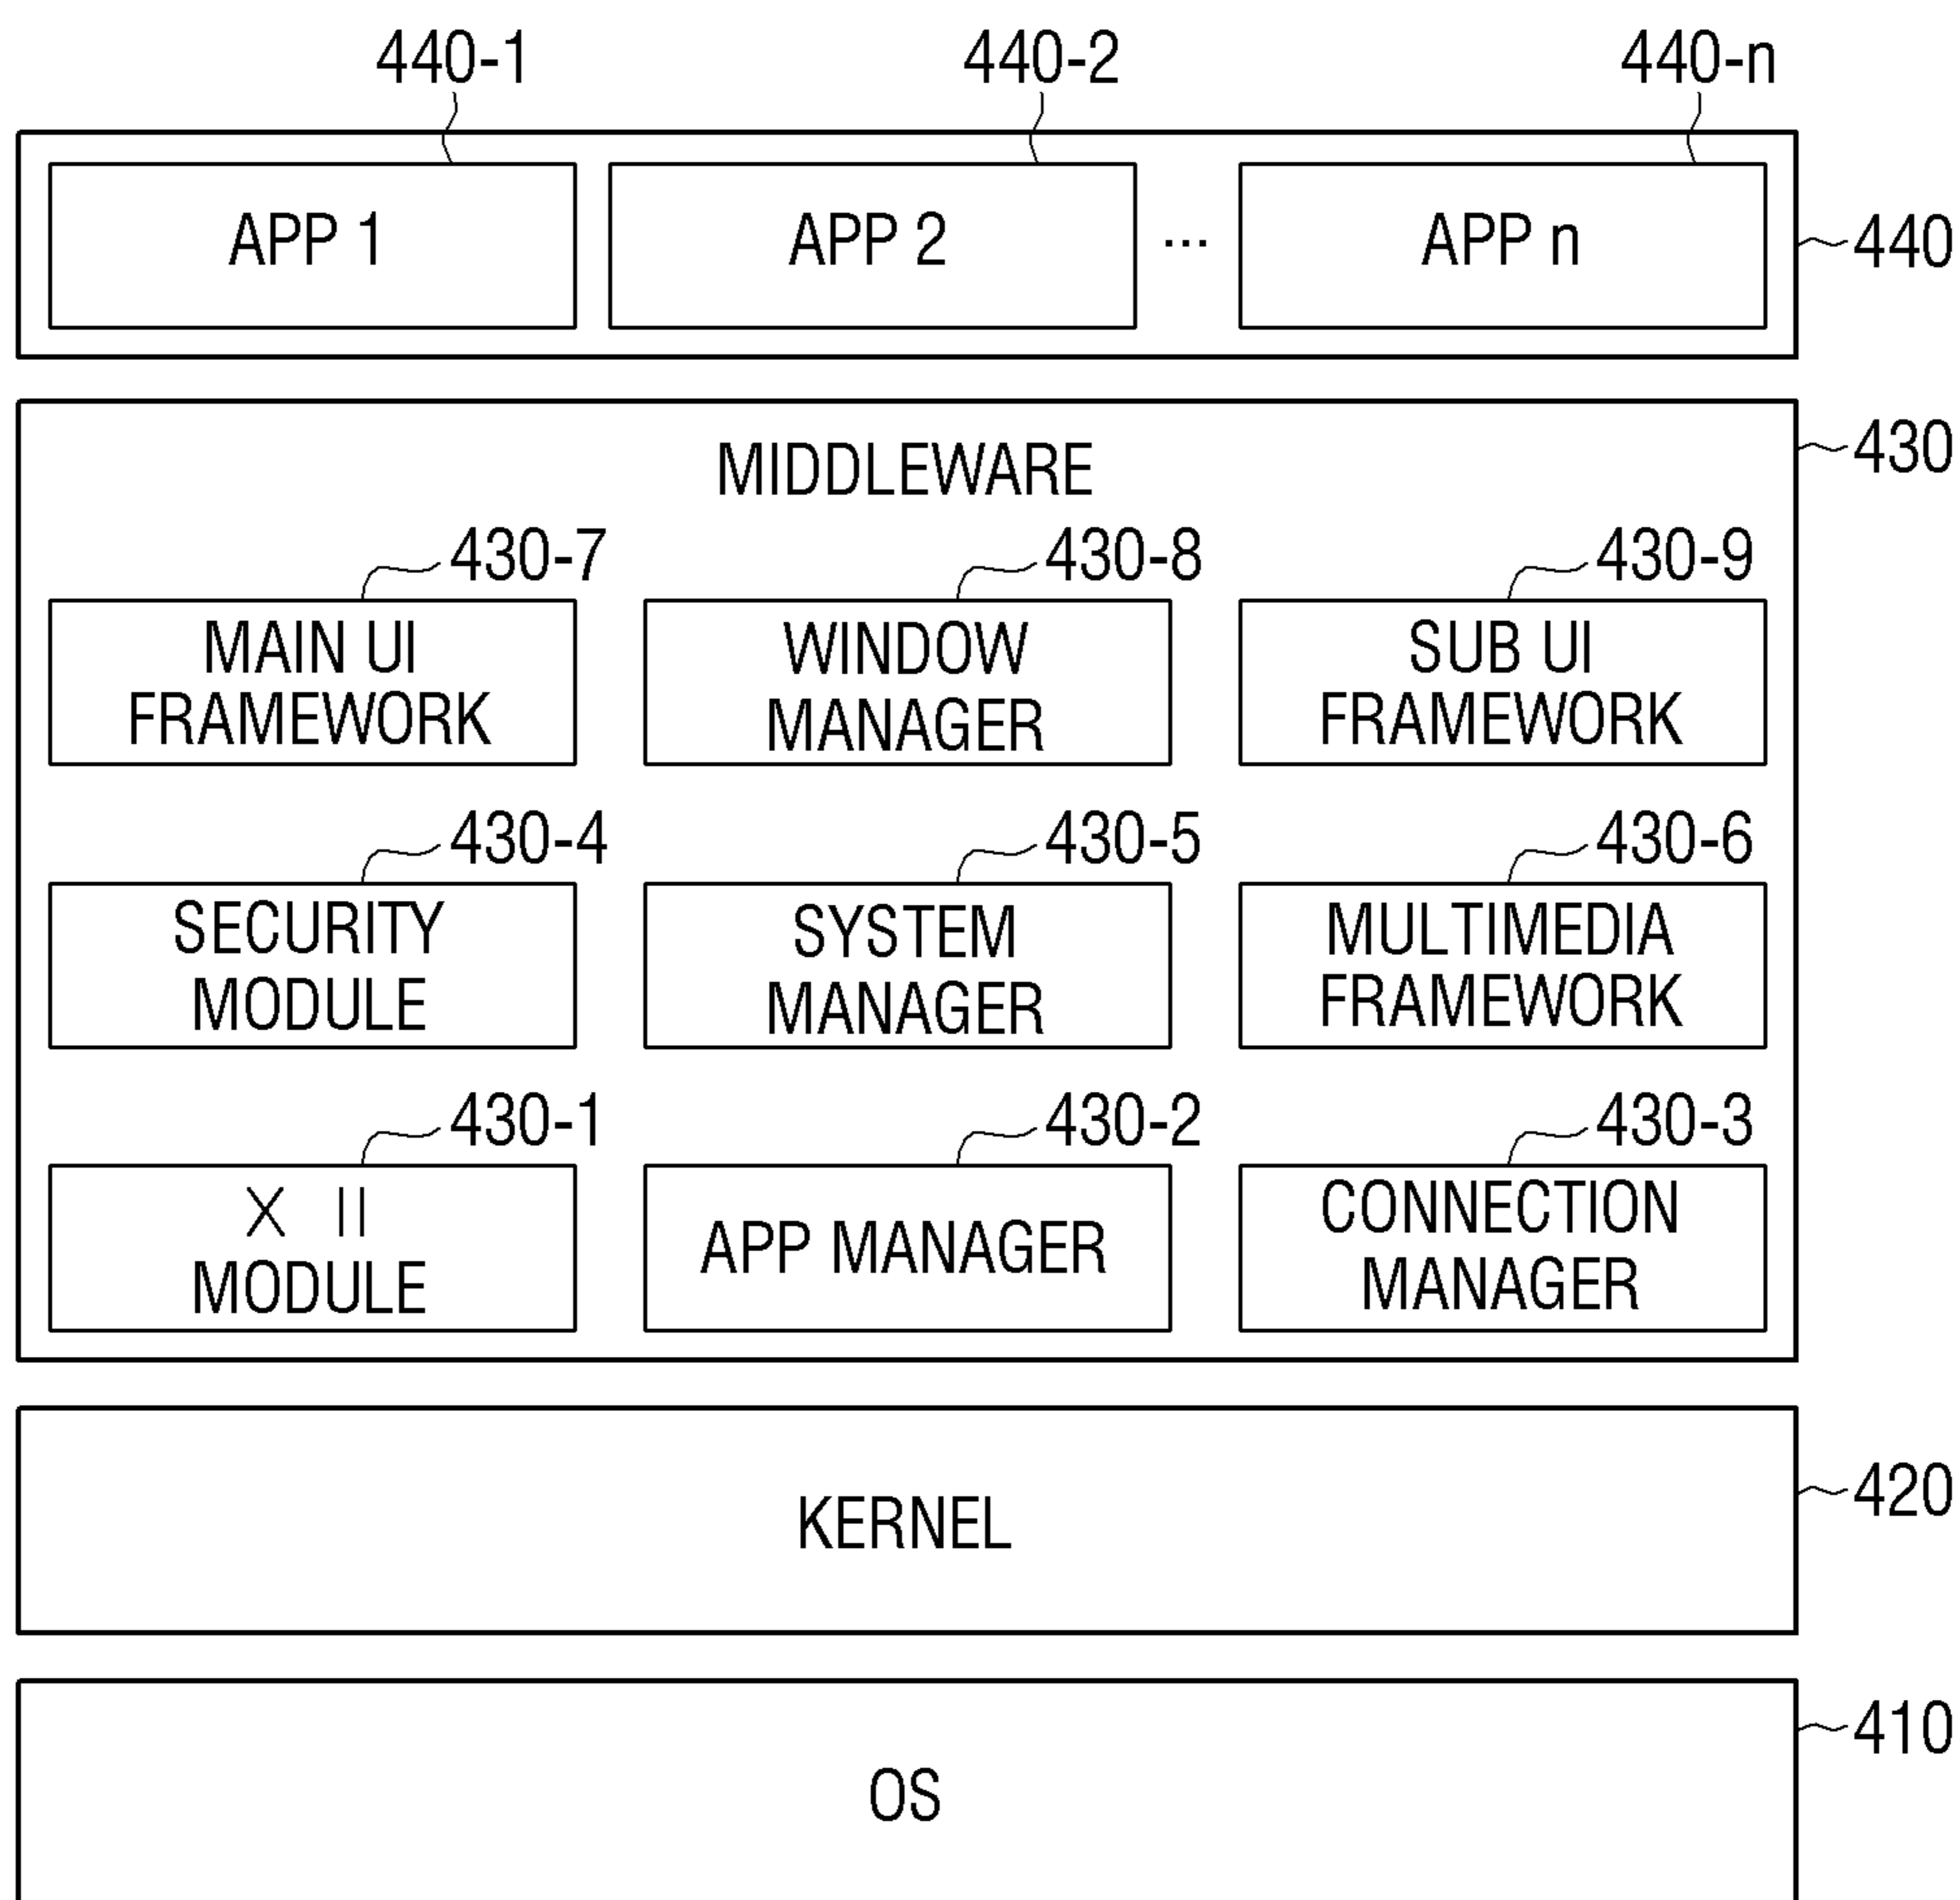 440-1 440-2 440-n
APP 1 APP 2 ... APP n 440
430
MIDDLEWARE
430-7 430-8 430-9
MAIN UI WINDOW SUB UI
FRAMEWORK MANAGER FRAMEWORK
430-4 430-5 430-6
SECURITY SYSTEM MULTIMEDIA
MODULE MANAGER FRAMEWORK
430-1 430-2 430-3
X II APP MANAGER CONNECTION
MODULE MANAGER
KERNEL 420
410
OS